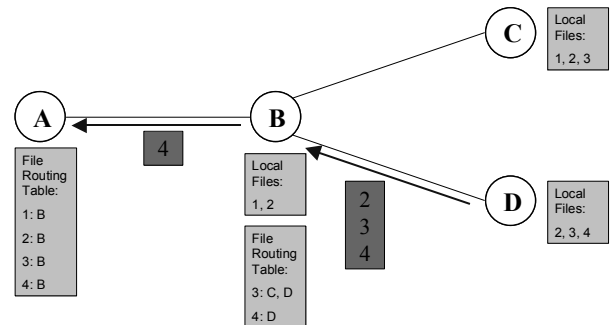 C
Local
Files:
1, 2, 3
A
B
4
File
Routing
Table:
1: B
2: B
3: B
4: B
Local
Files:
1, 2
2
3
4
D
Local
Files:
2, 3, 4
File
Routing
Table:
3: C, D
4: D